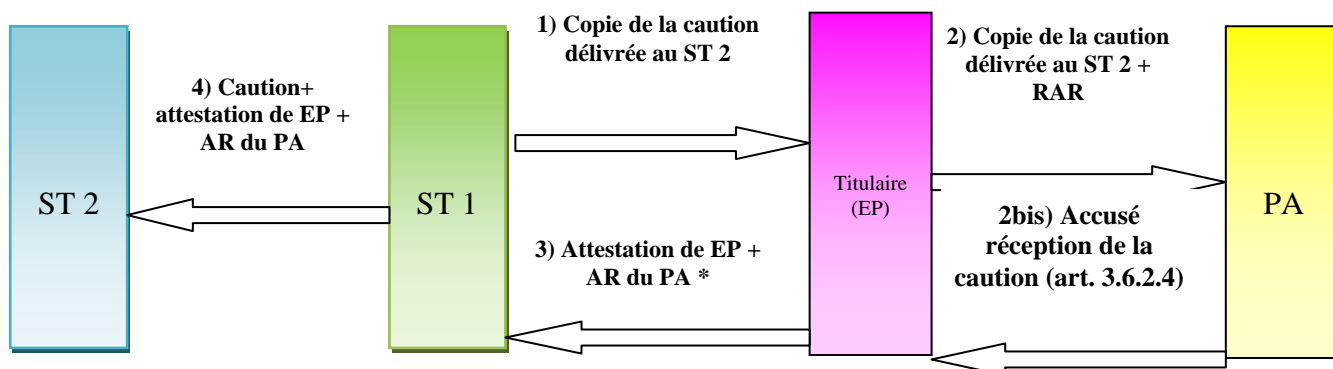 1) Copie de la caution
délivrée au ST 2
2) Copie de la caution
délivrée au ST 2 +
RAR
4) Caution+
attestation de EP +
AR du PA
ST 2
ST 1
Titulaire
(EP)
PA
2bis) Accusé
réception de la
caution (art. 3.6.2.4)
3) Attestation de EP +
AR du PA *